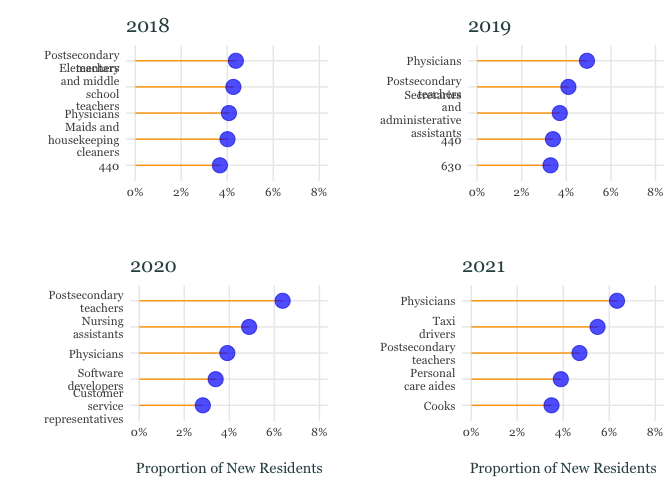 2018
Postsecondary
teachers
Elementary
and middle
school
teachers
Physicians
Maids and
housekeeping
cleaners
440
0% 2% 4% 6% 8%
2019
Physicians
Postsecondary
teachers
Secretaries
and
administerative
assistants
440
630
0% 2% 4% 6% 8%
2020
Postsecondary
teachers
Nursing
assistants
Physicians
Software
developers
Customer
service
representatives
0% 2% 4% 6% 8%
Proportion of New Residents
2021
Physicians
Taxi
drivers
Postsecondary
teachers
Personal
care aides
Cooks
0% 2% 4% 6% 8%
Proportion of New Residents